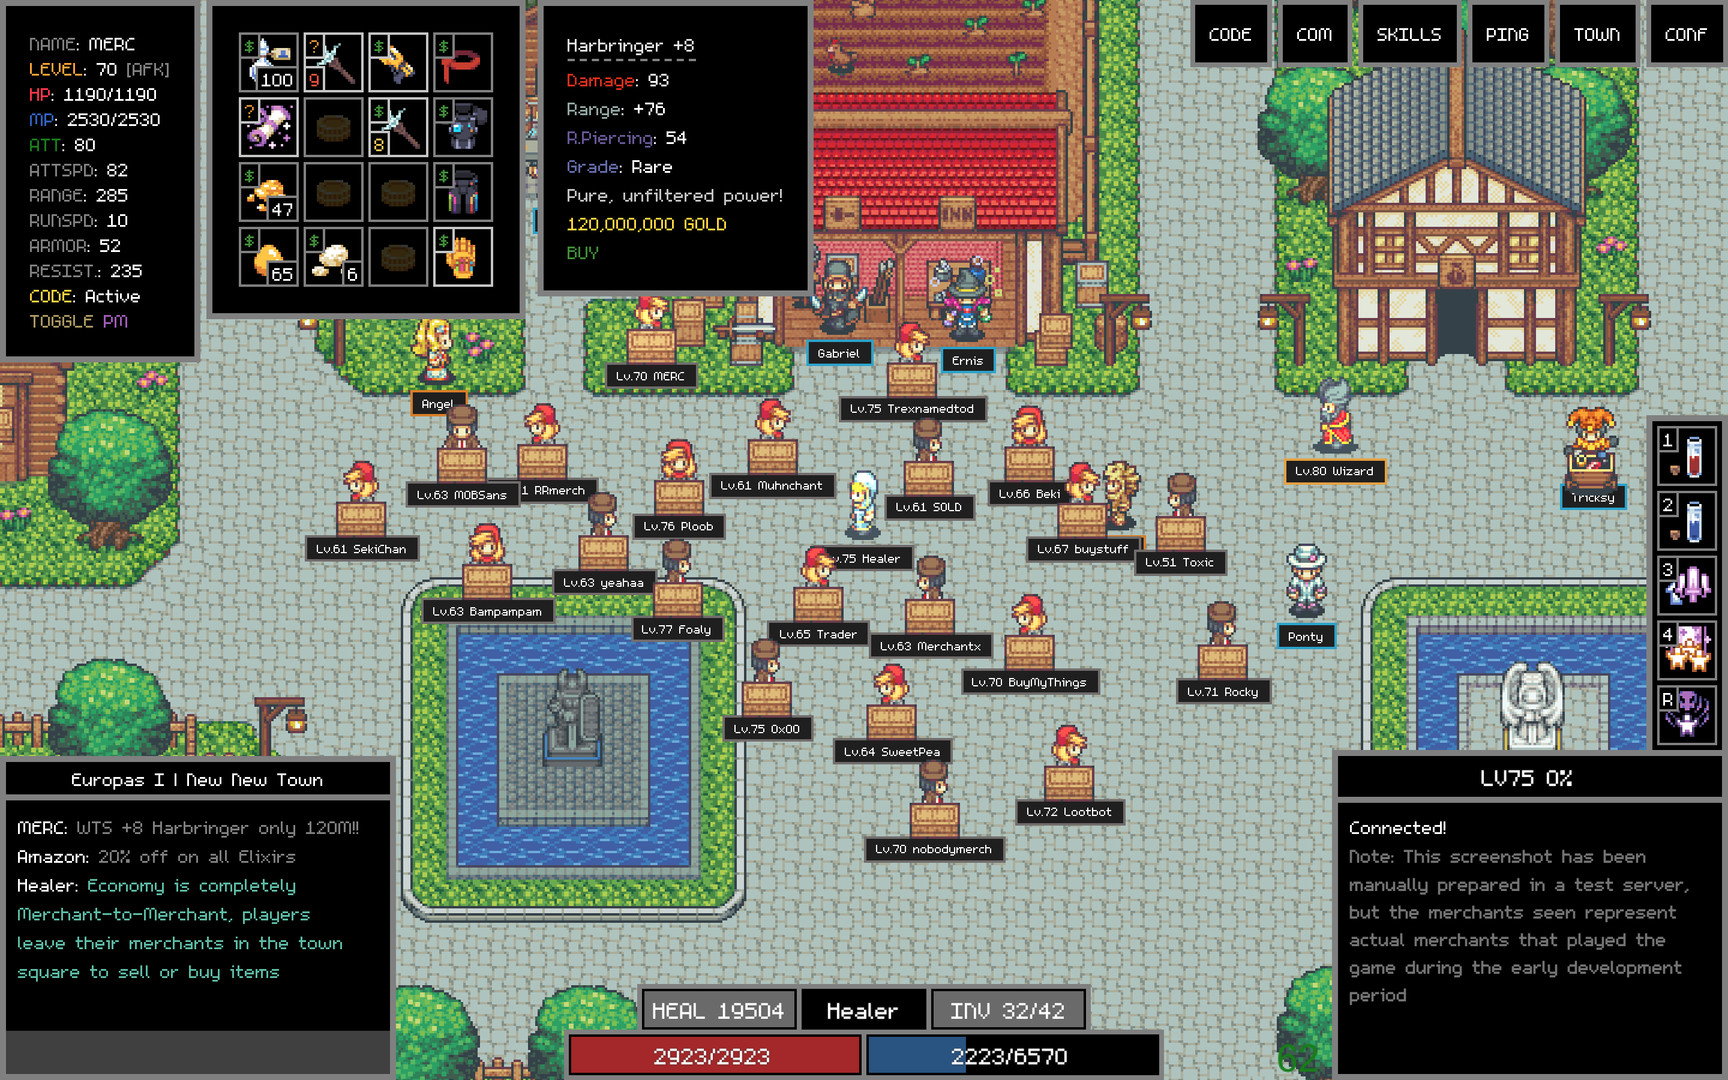 NAME: MERC
LEVEL: 70 [AFK]
HP: 1190/1190
MP: 2530/2530
ATT: 80
ATTSPD: 82
RANGE: 285
RUNSPD: 10
ARMOR: 52
RESIST.: 235
CODE: Active
TOGGLE PM
$ 100
? 9
$
$
?
$ 8
$
$ 47
$
$ 65
$ 6
$
Harbringer +8
Damage: 93
Range: +76
R.Piercing: 54
Grade: Rare
Pure, unfiltered power!
120,000,000 GOLD
BUY
CODE
COM
SKILLS
PING
TOWN
CONF
INN
Gabriel
Ernis
Lv.70 MERC
Angel
Lv.75 Trexnamedtod
Lv.80 Wizard
Tricksy
Lv.63 MOBSans
1 RAmerch
Lv.61 Muhnchant
Lv.66 Beki
Lv.61 SOLD
Lv.76 Ploob
Lv.61 SekiChan
Lv.67 buystuff
Lv.75 Healer
Lv.51 Toxic
Lv.63 yeahaa
Lv.63 Bampampam
Lv.77 Foaly
Lv.65 Trader
Lv.63 Merchantx
Ponty
Lv.70 BuyMyThings
Lv.71 Rocky
Lv.75 0x00
Lv.64 SweetPea
Lv.72 Lootbot
Lv.70 nobodymerch
1
2
3
4
R
Europas I | New New Town
MERC: WTS +8 Harbringer only 120M!!
Amazon: 20% off on all Elixirs
Healer: Economy is completely
Merchant-to-Merchant, players
leave their merchants in the town
square to sell or buy items
HEAL 19504
Healer
INV 32/42
2923/2923
2223/6570
LV75 0%
Connected!
Note: This screenshot has been
manually prepared in a test server,
but the merchants seen represent
actual merchants that played the
game during the early development
period
62